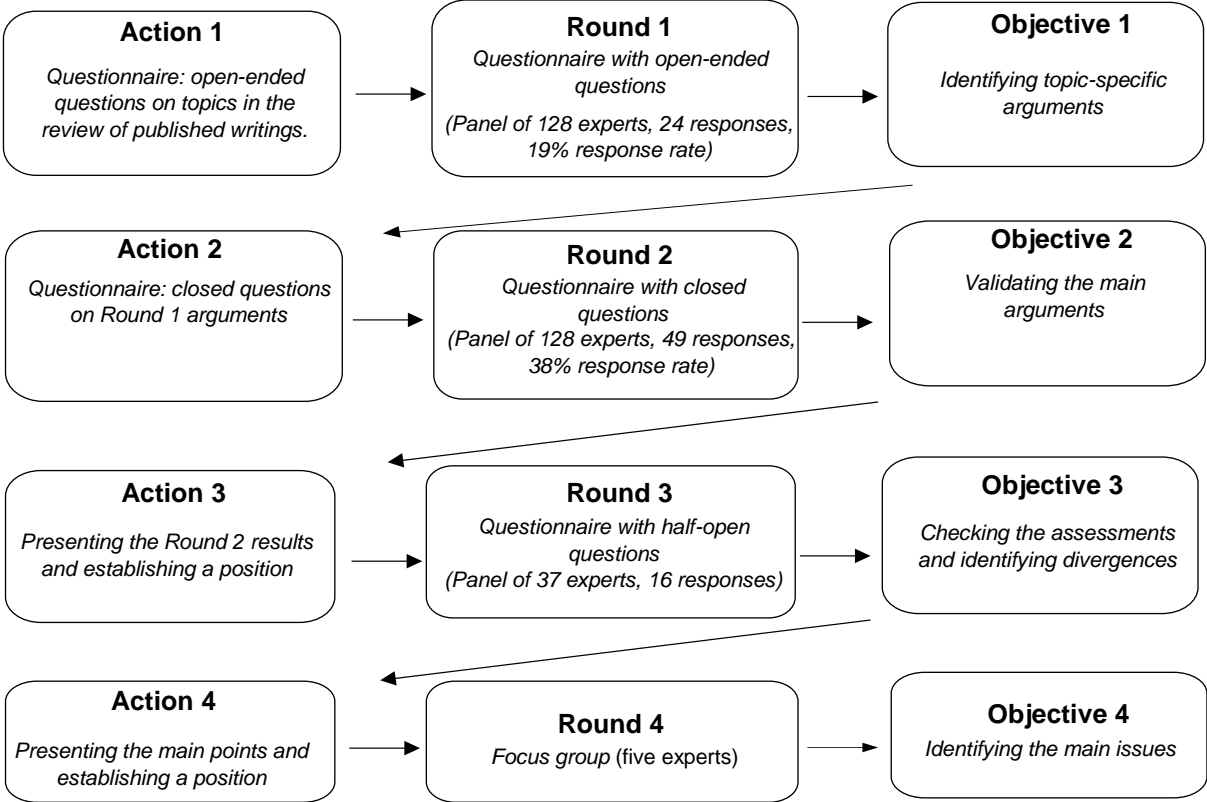 Action 1
Questionnaire: open-ended
questions on topics in the
review of published writings.
Round 1
Questionnaire with open-ended
questions
(Panel of 128 experts, 24 responses,
19% response rate)
Objective 1
Identifying topic-specific
arguments
Action 2
Questionnaire: closed questions
on Round 1 arguments
Round 2
Questionnaire with closed
questions
(Panel of 128 experts, 49 responses,
38% response rate)
Objective 2
Validating the main
arguments
Action 3
Presenting the Round 2 results
and establishing a position
Round 3
Questionnaire with half-open
questions
(Panel of 37 experts, 16 responses)
Objective 3
Checking the assessments
and identifying divergences
Action 4
Presenting the main points and
establishing a position
Round 4
Focus group (five experts)
Objective 4
Identifying the main issues